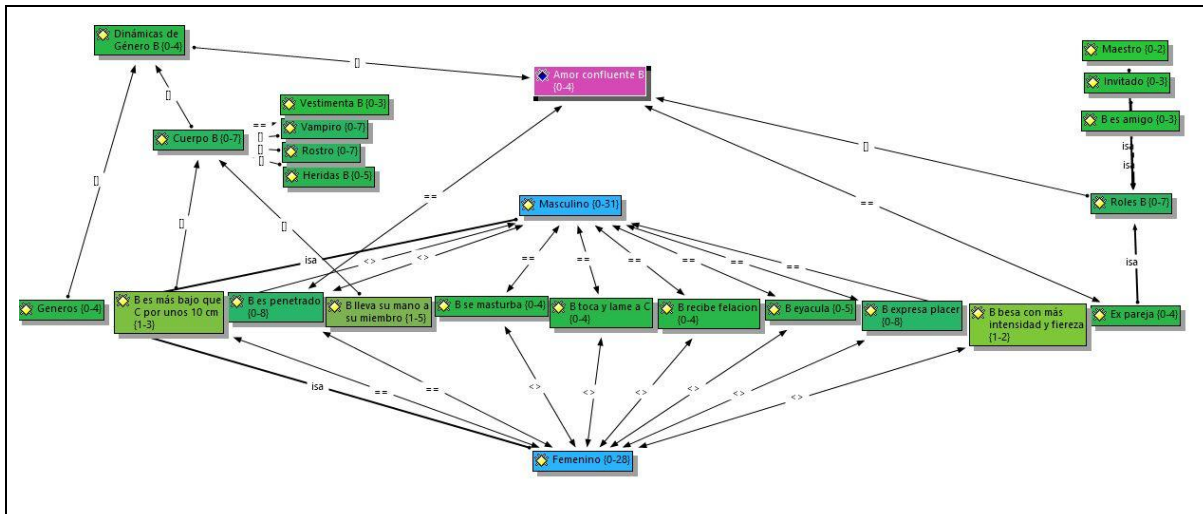 Dinámicas de
Género B {0-4}
Maestro {0-2}
[]
Amor confluente B
{0-4}
Invitado {0-3}
[]
Vestimenta B {0-3}
==
B es amigo {0-3}
Cuerpo B {0-7}
Vampiro {0-7}
[]
Rostro {0-7}
[]
Heridas B {0-5}
[]
isa
[]
isa
[]
==
==
Masculino {0-31}
Roles B {0-7}
[]
[]
isa
<>
<>
==
==
==
==
==
==
isa
Generos {0-4}
B es más bajo que
C por unos 10 cm
{1-3}
B es penetrado
{0-8}
B lleva su mano a
su miembro {1-5}
B se masturba {0-4}
B toca y lame a C
{0-4}
B recibe felacion
{0-4}
B eyacula {0-5}
B expresa placer
{0-8}
B besa con más
intensidad y fiereza
{1-2}
Ex pareja {0-4}
isa
==
==
<>
<>
<>
<>
<>
<>
Femenino {0-28}